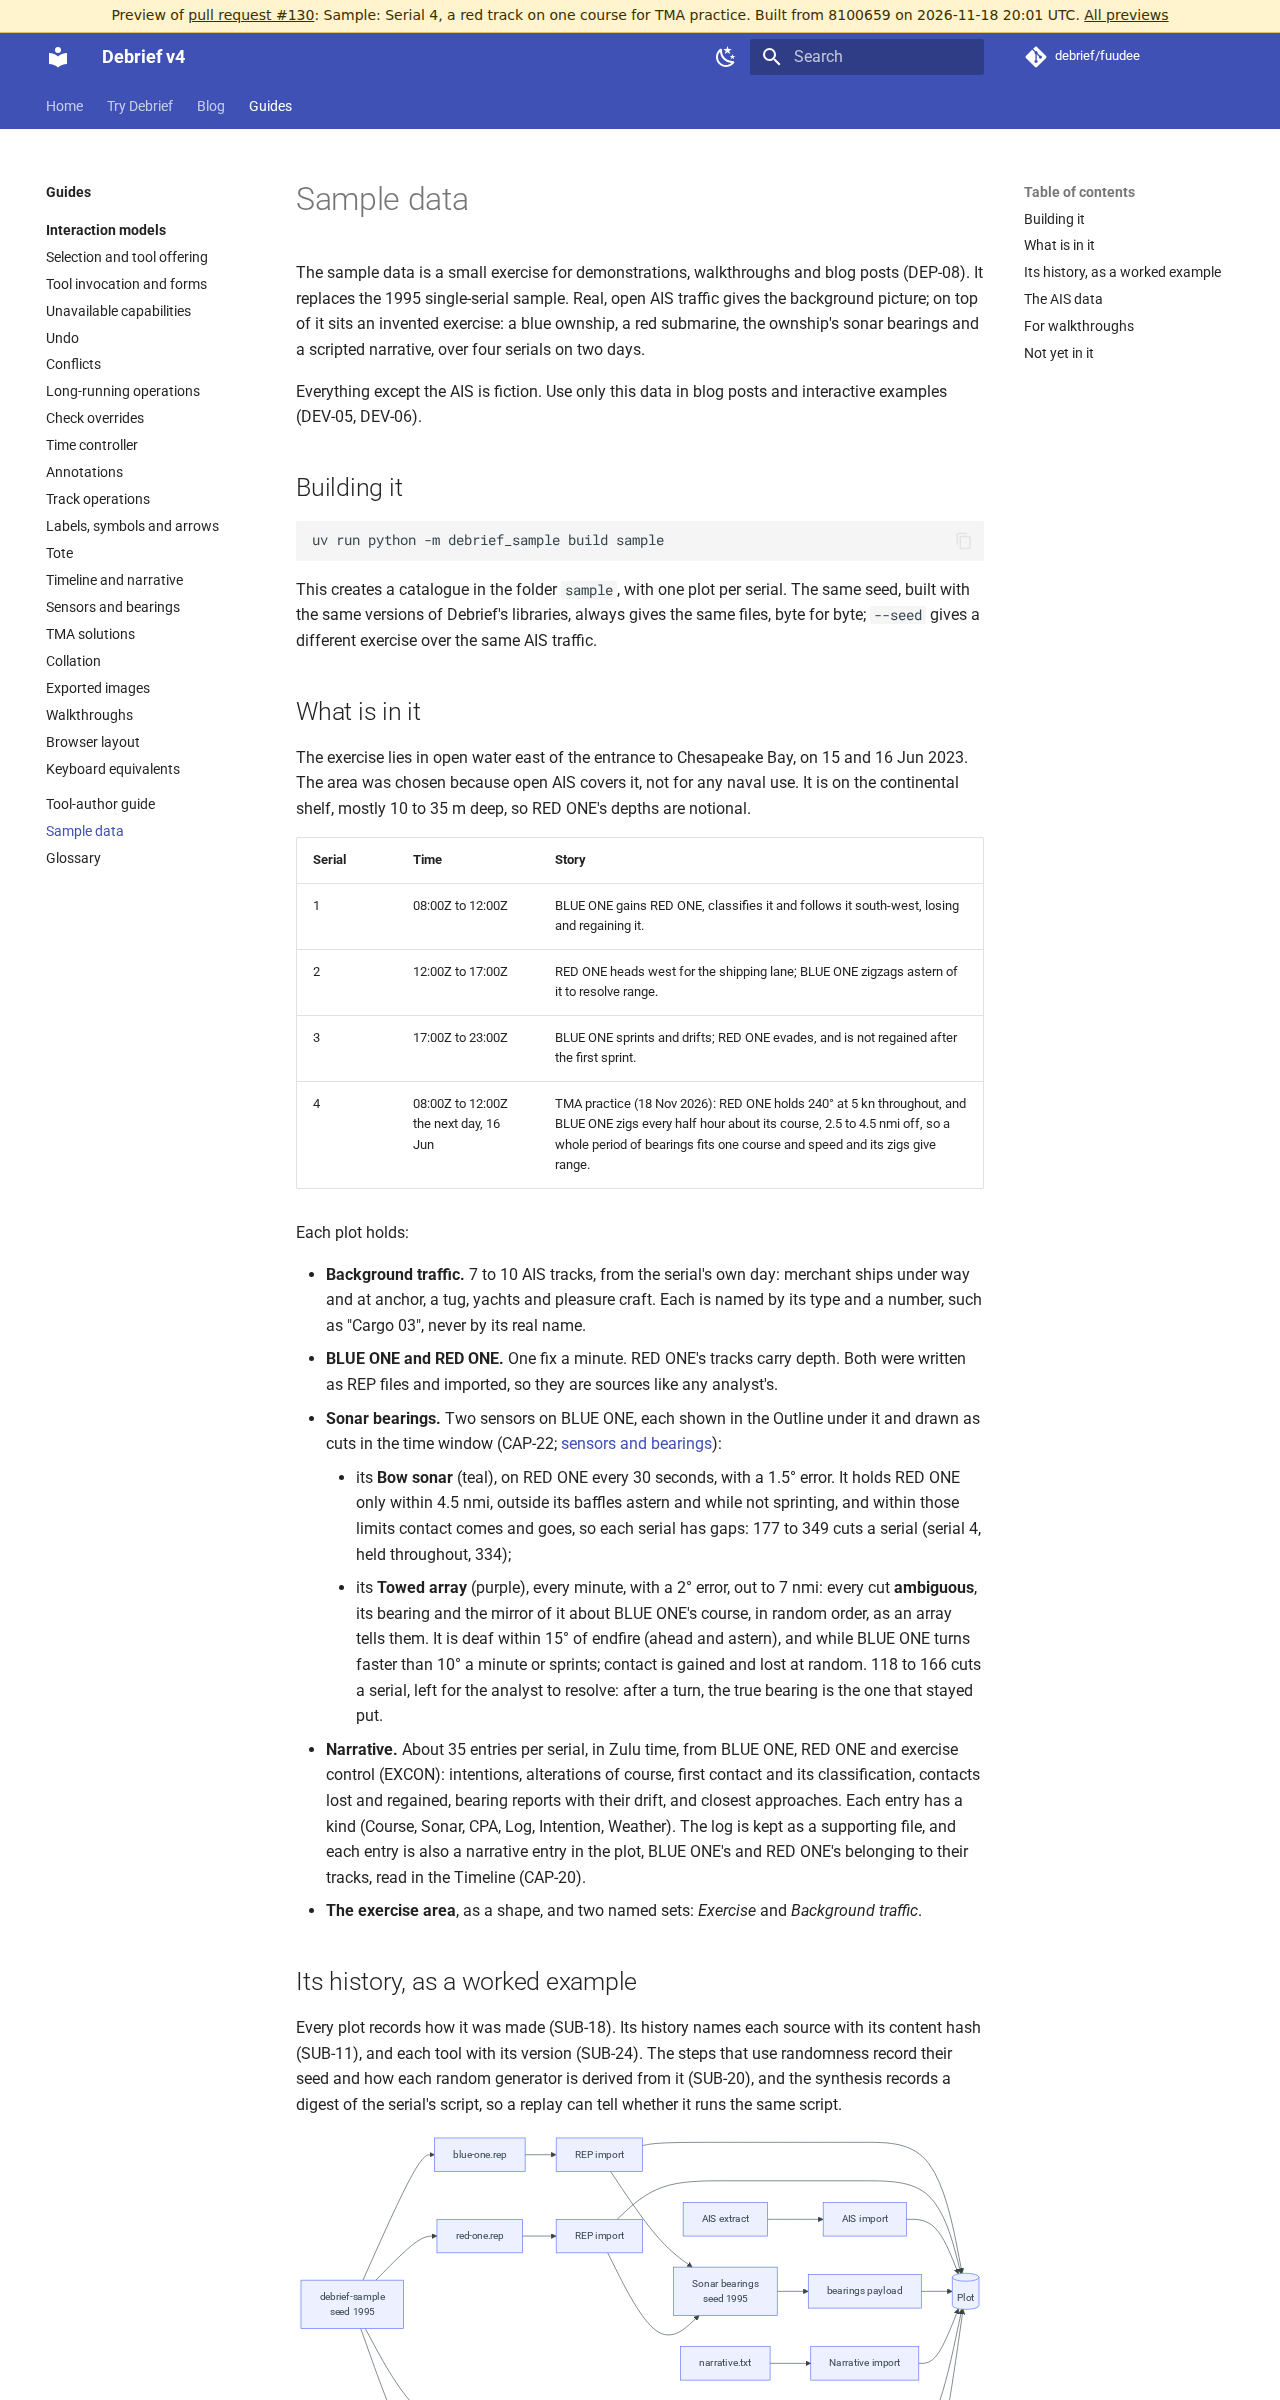 Preview of pull request #130: Sample: Serial 4, a red track on one course for TMA practice. Built from 8100659 on 2026-11-18 20:01 UTC. All previews
Debrief v4
Search
debrief/fuudee
Home
Try Debrief
Blog
Guides
Guides
Interaction models
Selection and tool offering
Tool invocation and forms
Unavailable capabilities
Undo
Conflicts
Long-running operations
Check overrides
Time controller
Annotations
Track operations
Labels, symbols and arrows
Tote
Timeline and narrative
Sensors and bearings
TMA solutions
Collation
Exported images
Walkthroughs
Browser layout
Keyboard equivalents
Tool-author guide
Sample data
Glossary
Sample data
The sample data is a small exercise for demonstrations, walkthroughs and blog posts (DEP-08). It
replaces the 1995 single-serial sample. Real, open AIS traffic gives the background picture; on top
of it sits an invented exercise: a blue ownship, a red submarine, the ownship's sonar bearings and
a scripted narrative, over four serials on two days.
Everything except the AIS is fiction. Use only this data in blog posts and interactive examples
(DEV-05, DEV-06).
Building it
uv run python -m debrief_sample build sample
This creates a catalogue in the folder sample, with one plot per serial. The same seed, built with
the same versions of Debrief's libraries, always gives the same files, byte for byte; --seed gives a
different exercise over the same AIS traffic.
What is in it
The exercise lies in open water east of the entrance to Chesapeake Bay, on 15 and 16 Jun 2023.
The area was chosen because open AIS covers it, not for any naval use. It is on the continental
shelf, mostly 10 to 35 m deep, so RED ONE's depths are notional.
Serial
Time
Story
1
08:00Z to 12:00Z
BLUE ONE gains RED ONE, classifies it and follows it south-west, losing
and regaining it.
2
12:00Z to 17:00Z
RED ONE heads west for the shipping lane; BLUE ONE zigzags astern of
it to resolve range.
3
17:00Z to 23:00Z
BLUE ONE sprints and drifts; RED ONE evades, and is not regained after
the first sprint.
4
08:00Z to 12:00Z
the next day, 16
Jun
TMA practice (18 Nov 2026): RED ONE holds 240° at 5 kn throughout, and
BLUE ONE zigs every half hour about its course, 2.5 to 4.5 nmi off, so a
whole period of bearings fits one course and speed and its zigs give
range.
Each plot holds:
• Background traffic. 7 to 10 AIS tracks, from the serial's own day: merchant ships under way
and at anchor, a tug, yachts and pleasure craft. Each is named by its type and a number, such
as "Cargo 03", never by its real name.
• BLUE ONE and RED ONE. One fix a minute. RED ONE's tracks carry depth. Both were written
as REP files and imported, so they are sources like any analyst's.
• Sonar bearings. Two sensors on BLUE ONE, each shown in the Outline under it and drawn as
cuts in the time window (CAP-22; sensors and bearings):
• its Bow sonar (teal), on RED ONE every 30 seconds, with a 1.5° error. It holds RED ONE
only within 4.5 nmi, outside its baffles astern and while not sprinting, and within those
limits contact comes and goes, so each serial has gaps: 177 to 349 cuts a serial (serial 4,
held throughout, 334);
• its Towed array (purple), every minute, with a 2° error, out to 7 nmi: every cut ambiguous,
its bearing and the mirror of it about BLUE ONE's course, in random order, as an array
tells them. It is deaf within 15° of endfire (ahead and astern), and while BLUE ONE turns
faster than 10° a minute or sprints; contact is gained and lost at random. 118 to 166 cuts
a serial, left for the analyst to resolve: after a turn, the true bearing is the one that stayed
put.
• Narrative. About 35 entries per serial, in Zulu time, from BLUE ONE, RED ONE and exercise
control (EXCON): intentions, alterations of course, first contact and its classification, contacts
lost and regained, bearing reports with their drift, and closest approaches. Each entry has a
kind (Course, Sonar, CPA, Log, Intention, Weather). The log is kept as a supporting file, and
each entry is also a narrative entry in the plot, BLUE ONE's and RED ONE's belonging to their
tracks, read in the Timeline (CAP-20).
• The exercise area, as a shape, and two named sets: Exercise and Background traffic.
Its history, as a worked example
Every plot records how it was made (SUB-18). Its history names each source with its content hash
(SUB-11), and each tool with its version (SUB-24). The steps that use randomness record their
seed and how each random generator is derived from it (SUB-20), and the synthesis records a
digest of the serial's script, so a replay can tell whether it runs the same script.
blue-one.rep
REP import
AIS extract
AIS import
red-one.rep
REP import
debrief-sample
seed 1995
Sonar bearings
seed 1995
bearings payload
Plot
narrative.txt
Narrative import
Table of contents
Building it
What is in it
Its history, as a worked example
The AIS data
For walkthroughs
Not yet in it